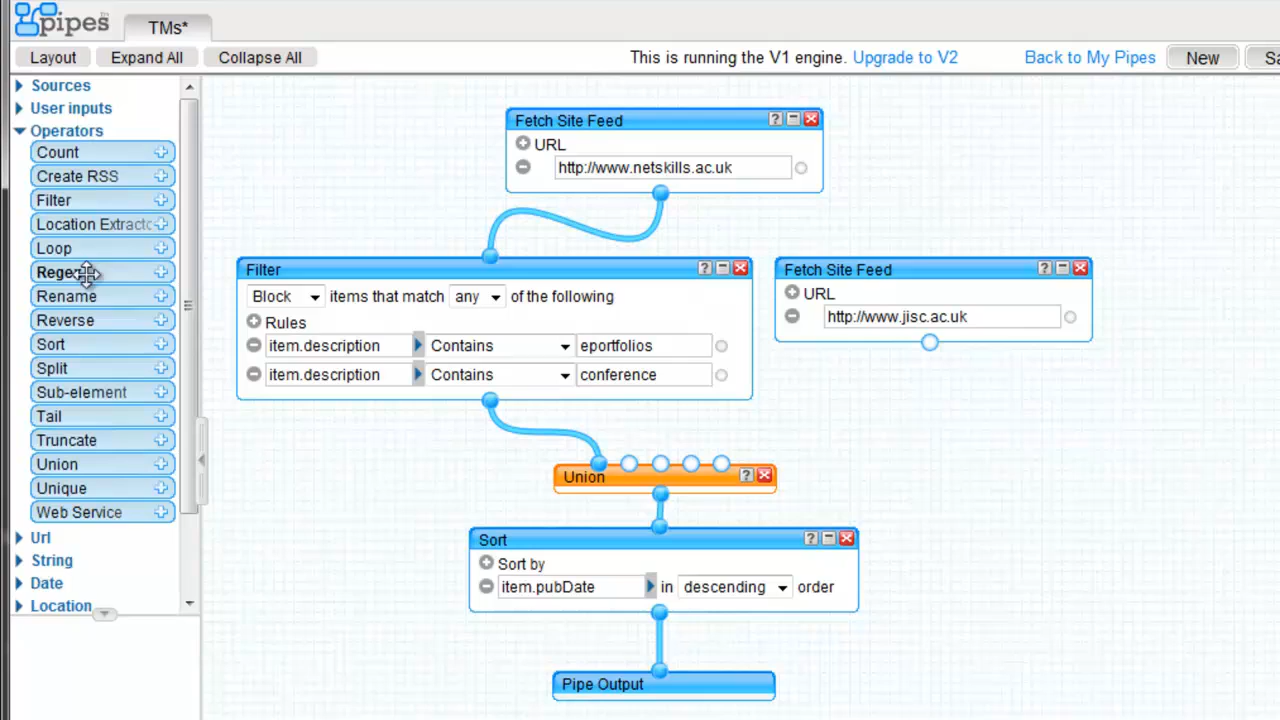 pipes TMs*
Layout Expand All Collapse All This is running the V1 engine. Upgrade to V2 Back to My Pipes New Sa
Sources
User inputs
Operators
Count
Create RSS
Filter
Location Extracto
Loop
Regex
Rename
Reverse
Sort
Split
Sub-element
Tail
Truncate
Union
Unique
Web Service
Url
String
Date
Location
Fetch Site Feed
URL
http://www.netskills.ac.uk
Filter
Block items that match any of the following
Rules
item.description Contains eportfolios
item.description Contains conference
Fetch Site Feed
URL
http://www.jisc.ac.uk
Union
Sort
Sort by
item.pubDate in descending order
Pipe Output